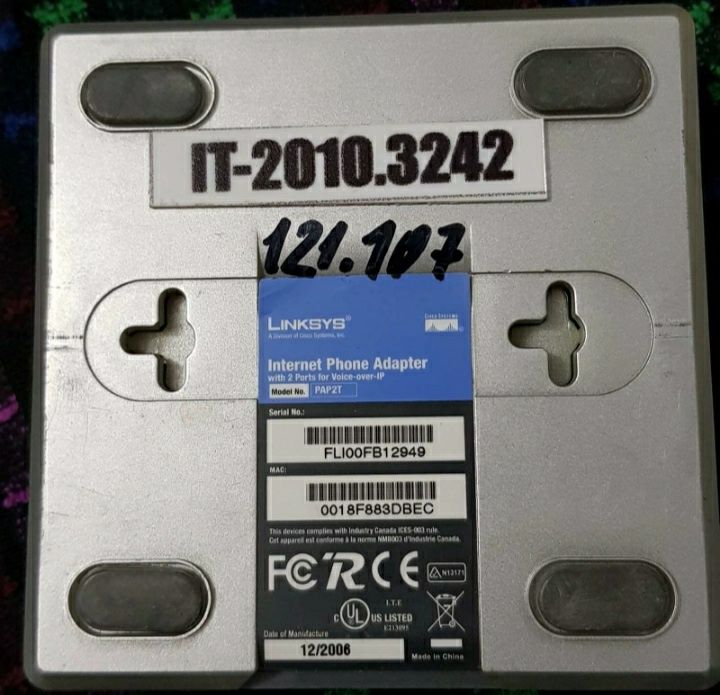 IT-2010.3242
121.107
LINKSYS®
A Division of Cisco Systems, Inc.
CISCO SYSTEMS
Internet Phone Adapter
with 2 Ports for Voice-over-IP
Model No. PAP2T
Serial No.:
FLI00FB12949
MAC:
0018F883DBEC
This devices complies with Industry Canada ICES-003 rule.
Cet appareil est conforme à la norme NMB003 d'Industrie Canada.
FC CE
N13171
I.T.E
C UL US LISTED
E213095
Date of Manufacture
12/2006
Made in China